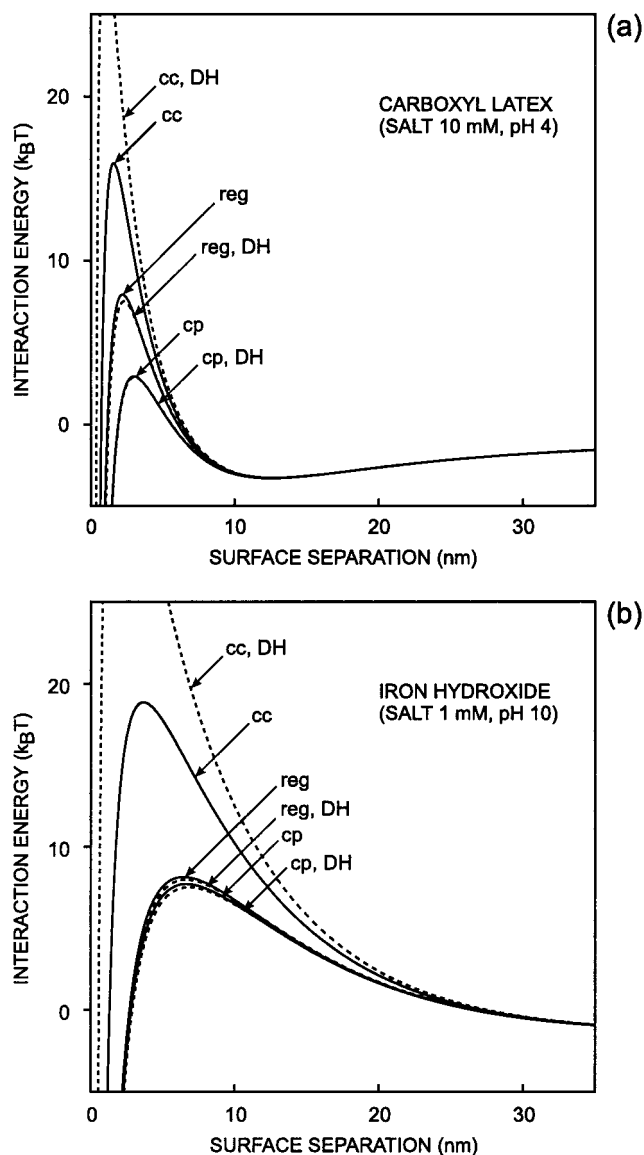 (a)
INTERACTION ENERGY (kBT)
20
10
0
cc, DH
cc
reg
reg, DH
cp
cp, DH
CARBOXYL LATEX
(SALT 10 mM, pH 4)
0
10
20
30
SURFACE SEPARATION (nm)
(b)
INTERACTION ENERGY (kBT)
20
10
0
cc, DH
cc
reg
reg, DH
cp
cp, DH
IRON HYDROXIDE
(SALT 1 mM, pH 10)
0
10
20
30
SURFACE SEPARATION (nm)